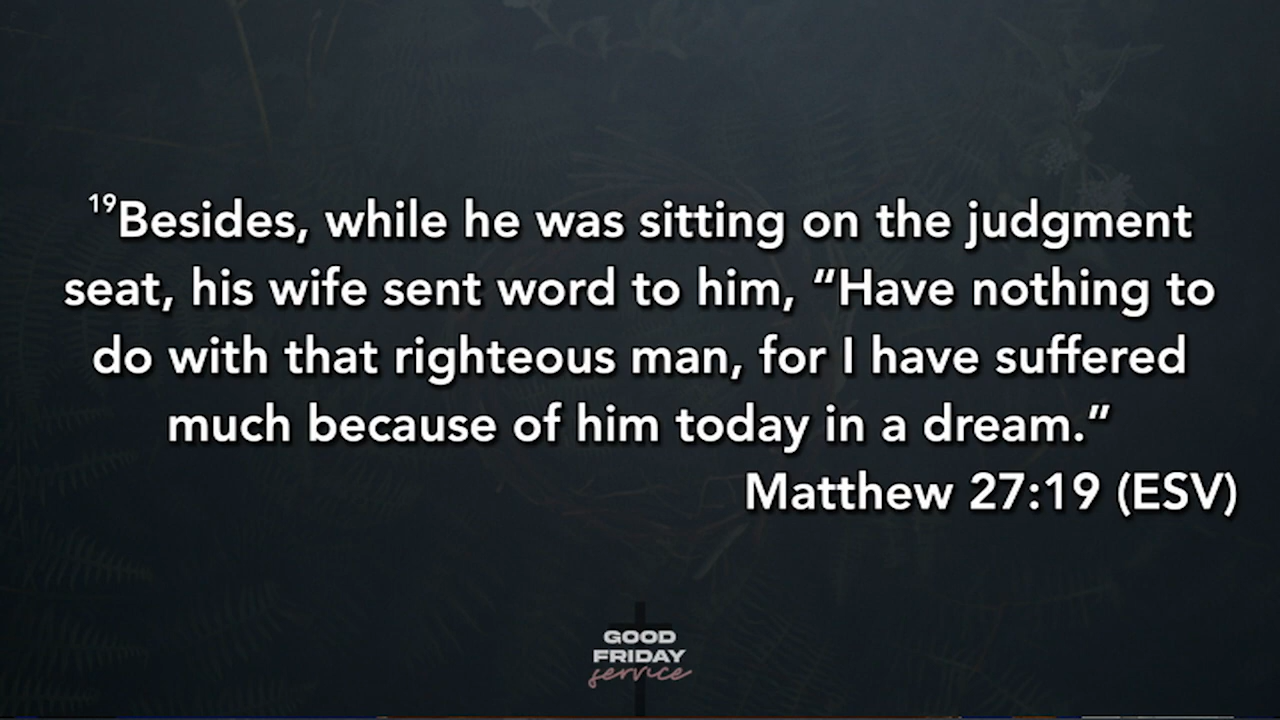 ¹⁹Besides, while he was sitting on the judgment
seat, his wife sent word to him, “Have nothing to
do with that righteous man, for I have suffered
much because of him today in a dream.”
Matthew 27:19 (ESV)
GOOD
FRIDAY
service